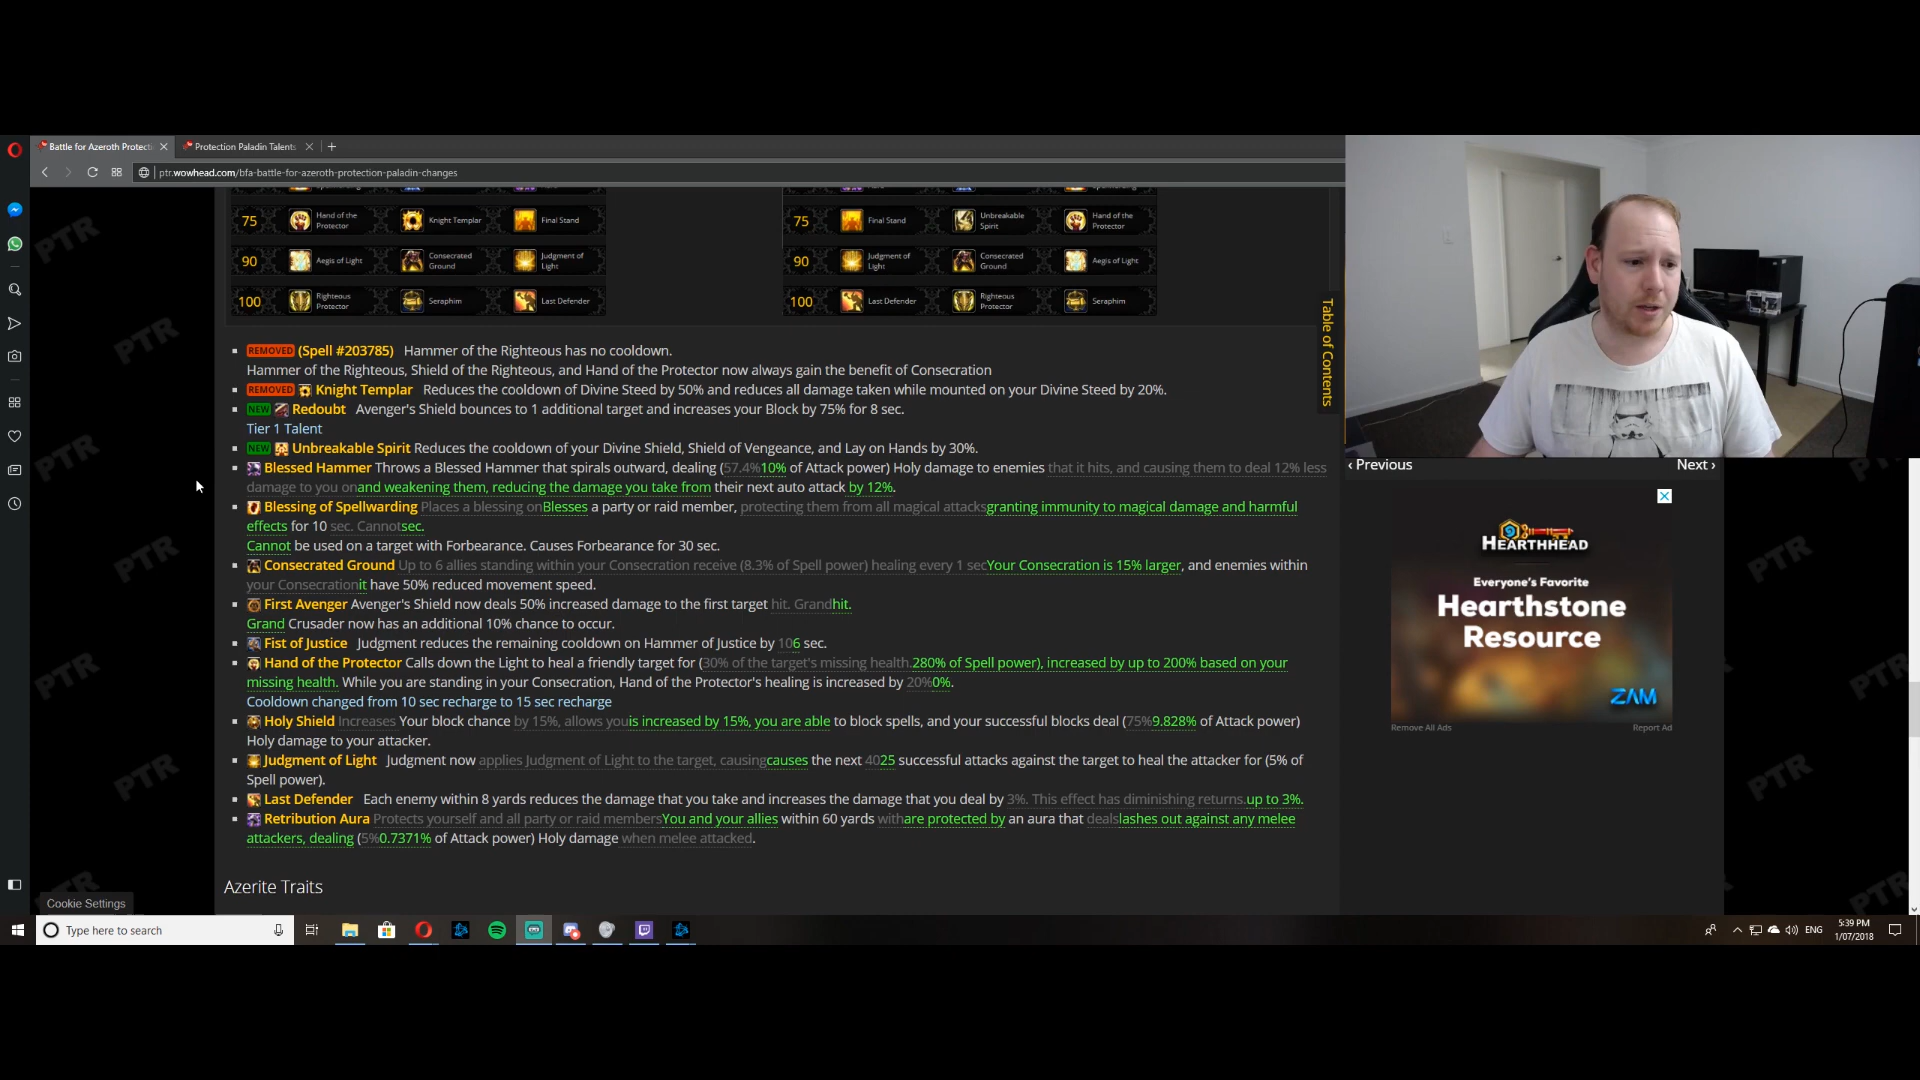 Battle for Azeroth Protecti
Protection Paladin Talents
ptr.wowhead.com/bfa-battle-for-azeroth-protection-paladin-changes
75 Hand of the Protector Knight Templar Final Stand
75 Final Stand Unbreakable Spirit Hand of the Protector
90 Aegis of Light Consecrated Ground Judgment of Light
90 Judgment of Light Consecrated Ground Aegis of Light
100 Righteous Protector Seraphim Last Defender
100 Last Defender Righteous Protector Seraphim
Table of Contents
REMOVED (Spell #203785) Hammer of the Righteous has no cooldown.
Hammer of the Righteous, Shield of the Righteous, and Hand of the Protector now always gain the benefit of Consecration
REMOVED Knight Templar Reduces the cooldown of Divine Steed by 50% and reduces all damage taken while mounted on your Divine Steed by 20%.
NEW Redoubt Avenger's Shield bounces to 1 additional target and increases your Block by 75% for 8 sec.
Tier 1 Talent
NEW Unbreakable Spirit Reduces the cooldown of your Divine Shield, Shield of Vengeance, and Lay on Hands by 30%.
Blessed Hammer Throws a Blessed Hammer that spirals outward, dealing (57.4%10% of Attack power) Holy damage to enemies that it hits, and causing them to deal 12% less
damage to you onand weakening them, reducing the damage you take from their next auto attack by 12%.
Blessing of Spellwarding Places a blessing onBlesses a party or raid member, protecting them from all magical attacksgranting immunity to magical damage and harmful
effects for 10 sec. Cannotsec.
Cannot be used on a target with Forbearance. Causes Forbearance for 30 sec.
Consecrated Ground Up to 6 allies standing within your Consecration receive (8.3% of Spell power) healing every 1 secYour Consecration is 15% larger, and enemies within
your Consecrationit have 50% reduced movement speed.
First Avenger Avenger's Shield now deals 50% increased damage to the first target hit. Grandhit.
Grand Crusader now has an additional 10% chance to occur.
Fist of Justice Judgment reduces the remaining cooldown on Hammer of Justice by 106 sec.
Hand of the Protector Calls down the Light to heal a friendly target for (30% of the target's missing health.280% of Spell power), increased by up to 200% based on your
missing health. While you are standing in your Consecration, Hand of the Protector's healing is increased by 20%0%.
Cooldown changed from 10 sec recharge to 15 sec recharge
Holy Shield Increases Your block chance by 15%, allows youis increased by 15%, you are able to block spells, and your successful blocks deal (75%9.828% of Attack power)
Holy damage to your attacker.
Judgment of Light Judgment now applies Judgment of Light to the target, causingcauses the next 4025 successful attacks against the target to heal the attacker for (5% of
Spell power).
Last Defender Each enemy within 8 yards reduces the damage that you take and increases the damage that you deal by 3%. This effect has diminishing returns.up to 3%.
Retribution Aura Protects yourself and all party or raid membersYou and your allies within 60 yards withare protected by an aura that dealslashes out against any melee
attackers, dealing (5%0.7371% of Attack power) Holy damage when melee attacked.
Azerite Traits
‹ Previous
Next ›
HEARTHHEAD
Everyone's Favorite
Hearthstone
Resource
ZAM
Remove All Ads
Report Ad
PTR
PTR
PTR
PTR
PTR
PTR
PTR
PTR
PTR
PTR
Cookie Settings
Type here to search
ENG
5:39 PM
1/07/2018